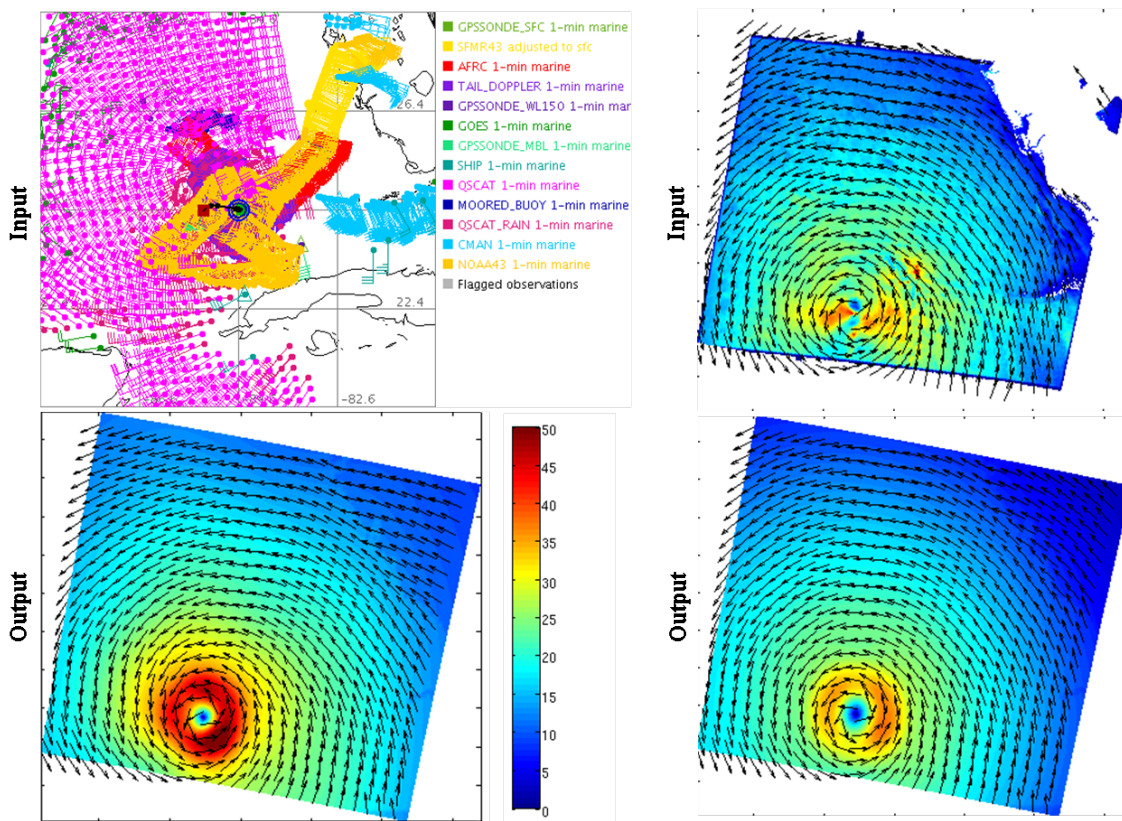 Input
GPSSONDE_SFC 1-min marine
SFMR43 adjusted to sfc
AFRC 1-min marine
TAIL_DOPPLER 1-min marine
GPSSONDE_WL150 1-min mar
GOES 1-min marine
GPSSONDE_MBL 1-min marine
SHIP 1-min marine
QSCAT 1-min marine
MOORED_BUOY 1-min marine
QSCAT_RAIN 1-min marine
CMAN 1-min marine
NOAA43 1-min marine
Flagged observations
26.4
22.4
-82.6
Input
Output
50
45
40
35
30
25
20
15
10
5
0
Output